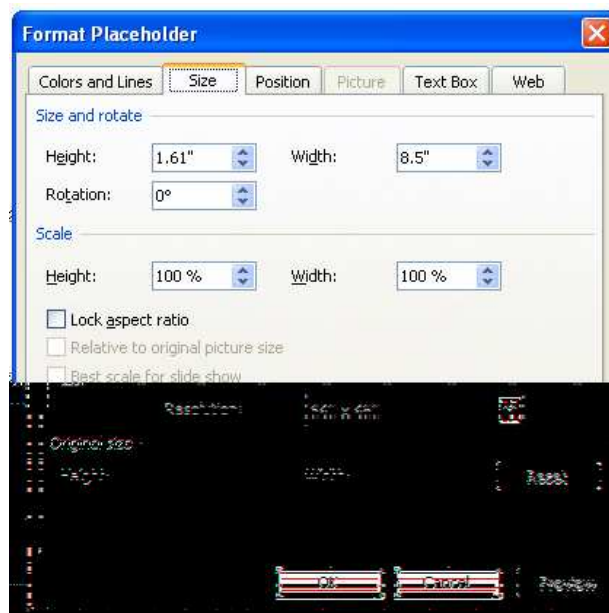 Format Placeholder
Colors and Lines Size Position Picture Text Box Web
Size and rotate
Height: 1.61" Width: 8.5"
Rotation: 0°
Scale
Height: 100 % Width: 100 %
Lock aspect ratio
Relative to original picture size
Best scale for slide show
Resolution:
Original size
Height: Width: Reset
OK Cancel Preview